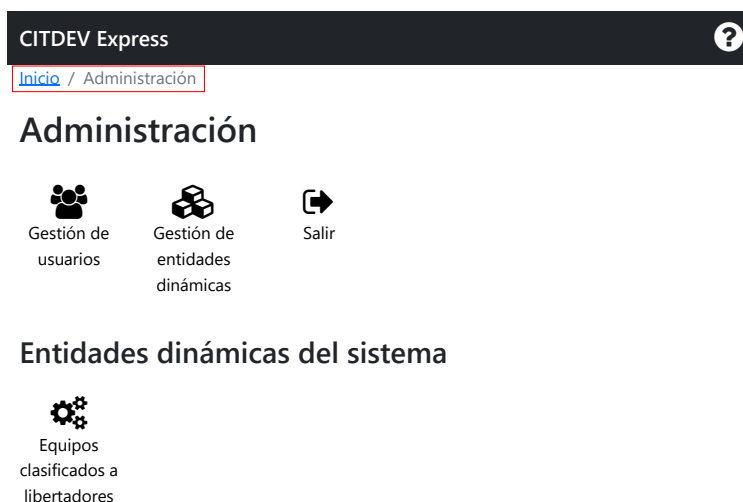 CITDEV Express
?
Inicio / Administración
Administración
Gestión de
usuarios
Gestión de
entidades
dinámicas
Salir
Entidades dinámicas del sistema
Equipos
clasificados a
libertadores